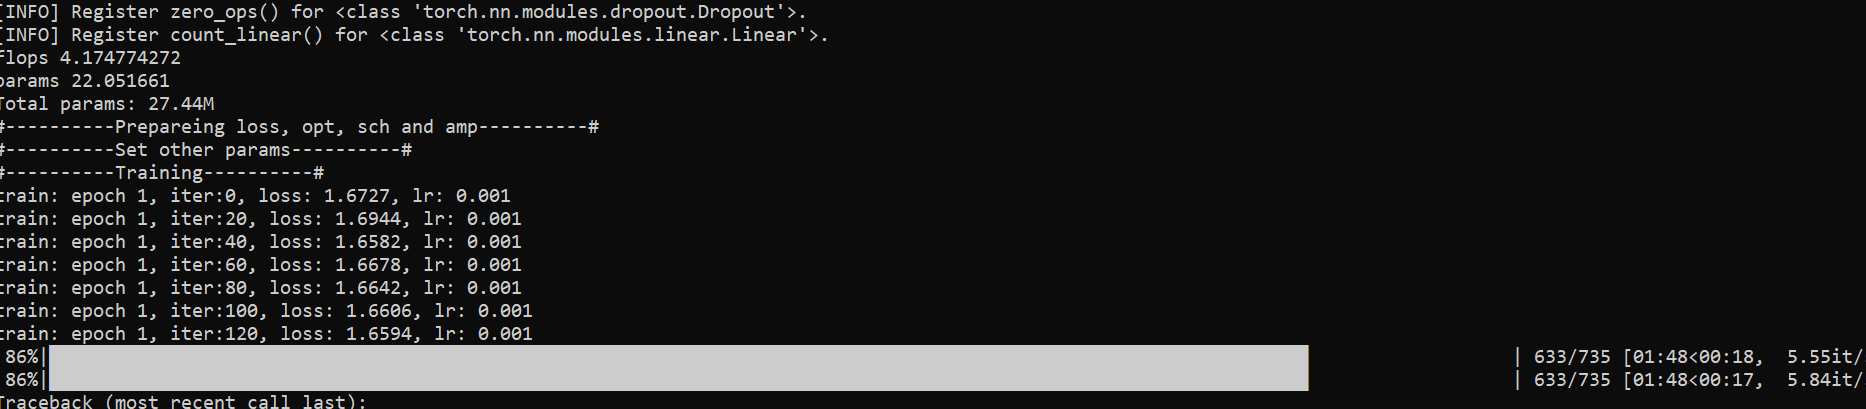 [INFO] Register zero_ops() for <class 'torch.nn.modules.dropout.Dropout'>.
[INFO] Register count_linear() for <class 'torch.nn.modules.linear.Linear'>.
flops 4.174774272
params 22.051661
Total params: 27.44M
#----------Prepareing loss, opt, sch and amp----------#
#----------Set other params----------#
#----------Training----------#
train: epoch 1, iter:0, loss: 1.6727, lr: 0.001
train: epoch 1, iter:20, loss: 1.6944, lr: 0.001
train: epoch 1, iter:40, loss: 1.6582, lr: 0.001
train: epoch 1, iter:60, loss: 1.6678, lr: 0.001
train: epoch 1, iter:80, loss: 1.6642, lr: 0.001
train: epoch 1, iter:100, loss: 1.6606, lr: 0.001
train: epoch 1, iter:120, loss: 1.6594, lr: 0.001
86%| | 633/735 [01:48<00:18, 5.55it/
86%| | 633/735 [01:48<00:17, 5.84it/
Traceback (most recent call last):